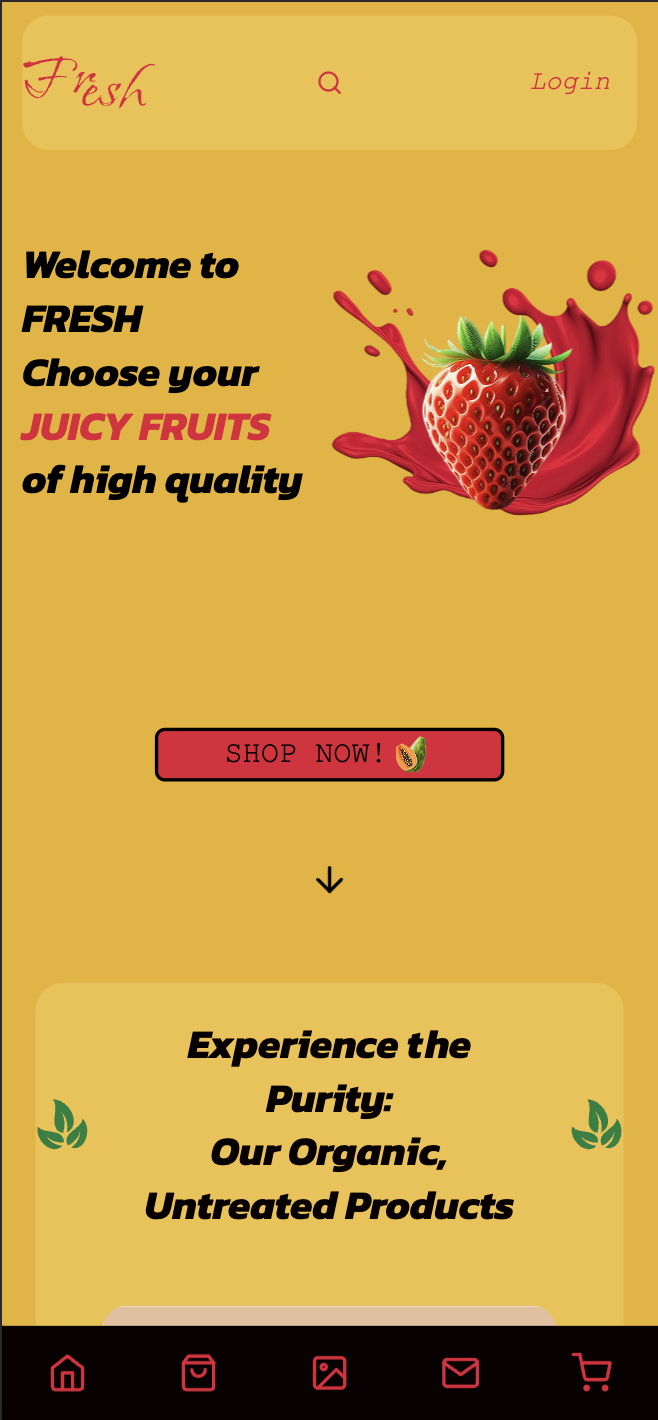 Fresh
Login
Welcome to
FRESH
Choose your
JUICY FRUITS
of high quality
SHOP NOW!
Experience the
Purity:
Our Organic,
Untreated Products